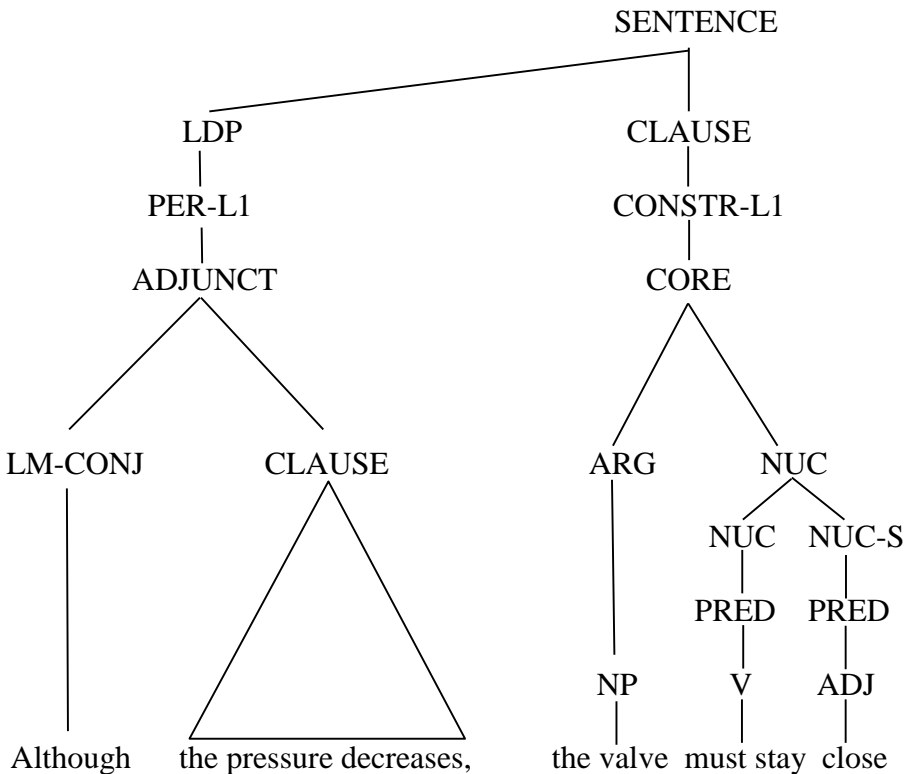 SENTENCE
LDP CLAUSE
PER-L1 CONSTR-L1
ADJUNCT CORE
LM-CONJ CLAUSE ARG NUC
NUC NUC-S
PRED PRED
NP V ADJ
Although the pressure decreases, the valve must stay close